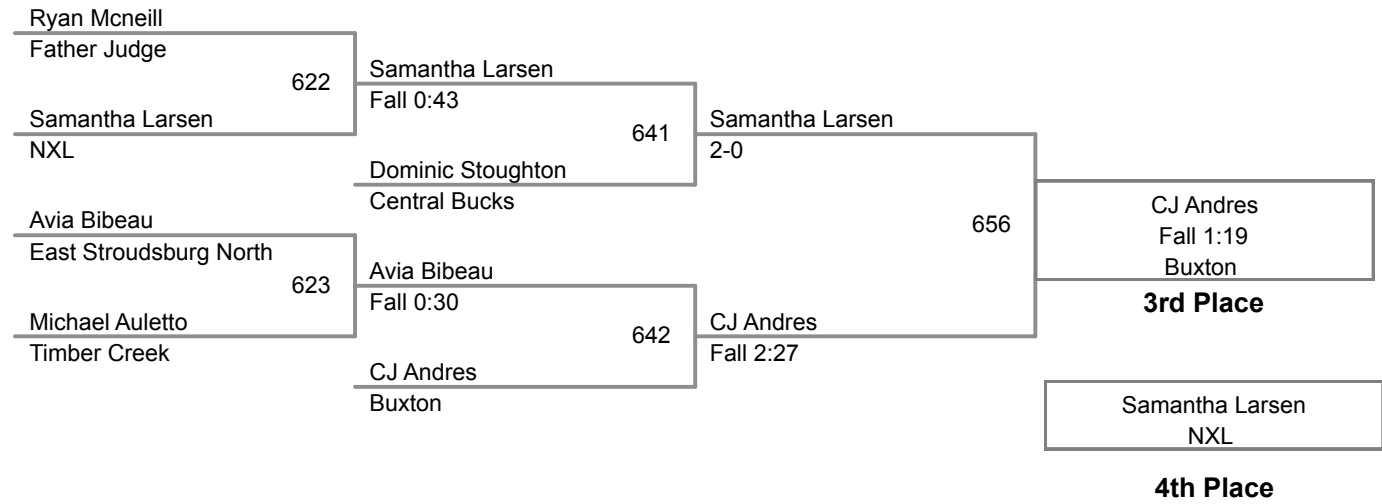 Ryan Mcneill
Father Judge
622
Samantha Larsen
NXL
Avia Bibeau
East Stroudsburg North
623
Michael Auletto
Timber Creek
Samantha Larsen
Fall 0:43
641
Dominic Stoughton
Central Bucks
Avia Bibeau
Fall 0:30
642
CJ Andres
Buxton
Samantha Larsen
2-0
656
CJ Andres
Fall 2:27
CJ Andres
Fall 1:19
Buxton
3rd Place
Samantha Larsen
NXL
4th Place